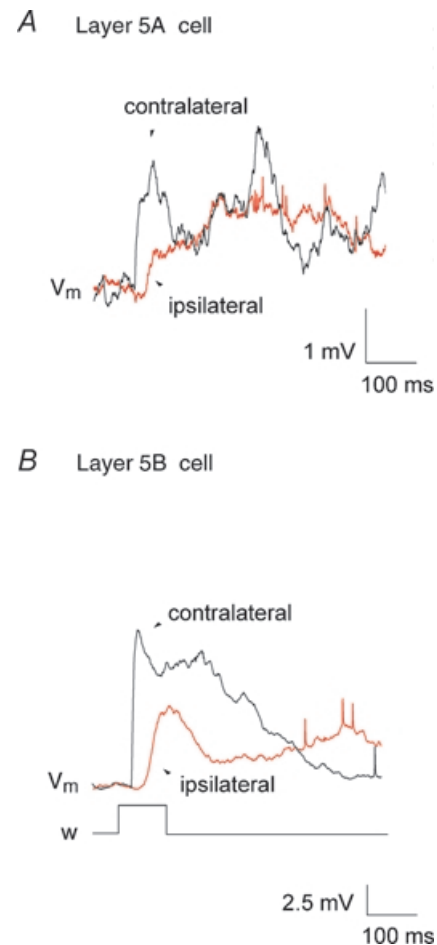 A Layer 5A cell
contralateral
Vm
ipsilateral
1 mV
100 ms
B Layer 5B cell
contralateral
Vm
ipsilateral
w
2.5 mV
100 ms